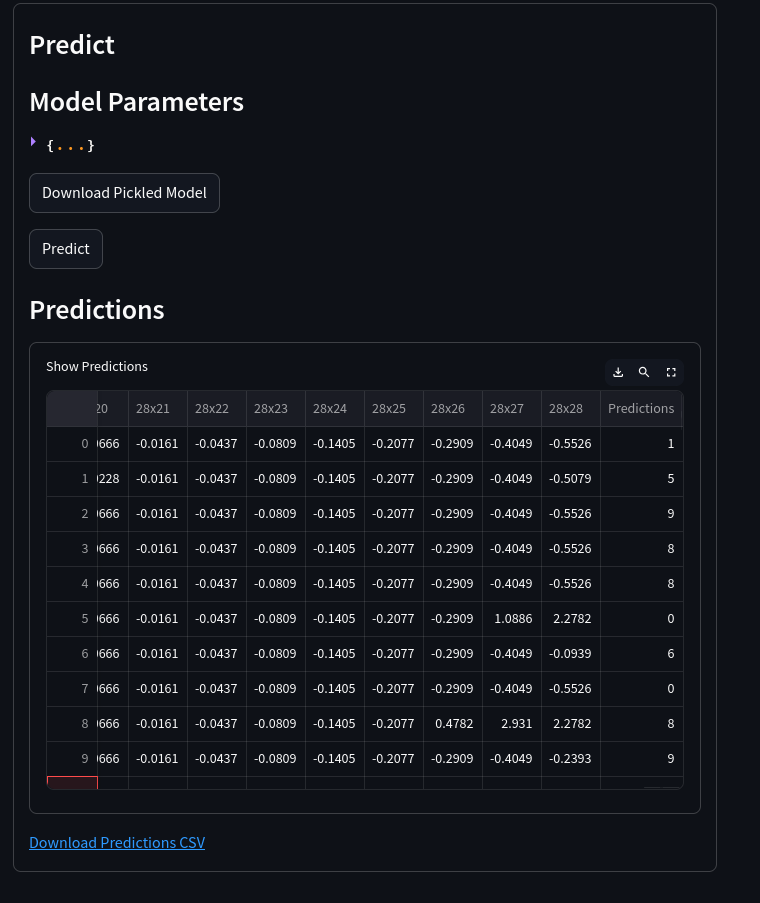 Predict
Model Parameters
{...}
Download Pickled Model
Predict
Predictions
Show Predictions
20 28x21 28x22 28x23 28x24 28x25 28x26 28x27 28x28 Predictions
0 666 -0.0161 -0.0437 -0.0809 -0.1405 -0.2077 -0.2909 -0.4049 -0.5526 1
1 228 -0.0161 -0.0437 -0.0809 -0.1405 -0.2077 -0.2909 -0.4049 -0.5079 5
2 666 -0.0161 -0.0437 -0.0809 -0.1405 -0.2077 -0.2909 -0.4049 -0.5526 9
3 666 -0.0161 -0.0437 -0.0809 -0.1405 -0.2077 -0.2909 -0.4049 -0.5526 8
4 666 -0.0161 -0.0437 -0.0809 -0.1405 -0.2077 -0.2909 -0.4049 -0.5526 8
5 666 -0.0161 -0.0437 -0.0809 -0.1405 -0.2077 -0.2909 1.0886 2.2782 0
6 666 -0.0161 -0.0437 -0.0809 -0.1405 -0.2077 -0.2909 -0.4049 -0.0939 6
7 666 -0.0161 -0.0437 -0.0809 -0.1405 -0.2077 -0.2909 -0.4049 -0.5526 0
8 666 -0.0161 -0.0437 -0.0809 -0.1405 -0.2077 0.4782 2.931 2.2782 8
9 666 -0.0161 -0.0437 -0.0809 -0.1405 -0.2077 -0.2909 -0.4049 -0.2393 9
Download Predictions CSV